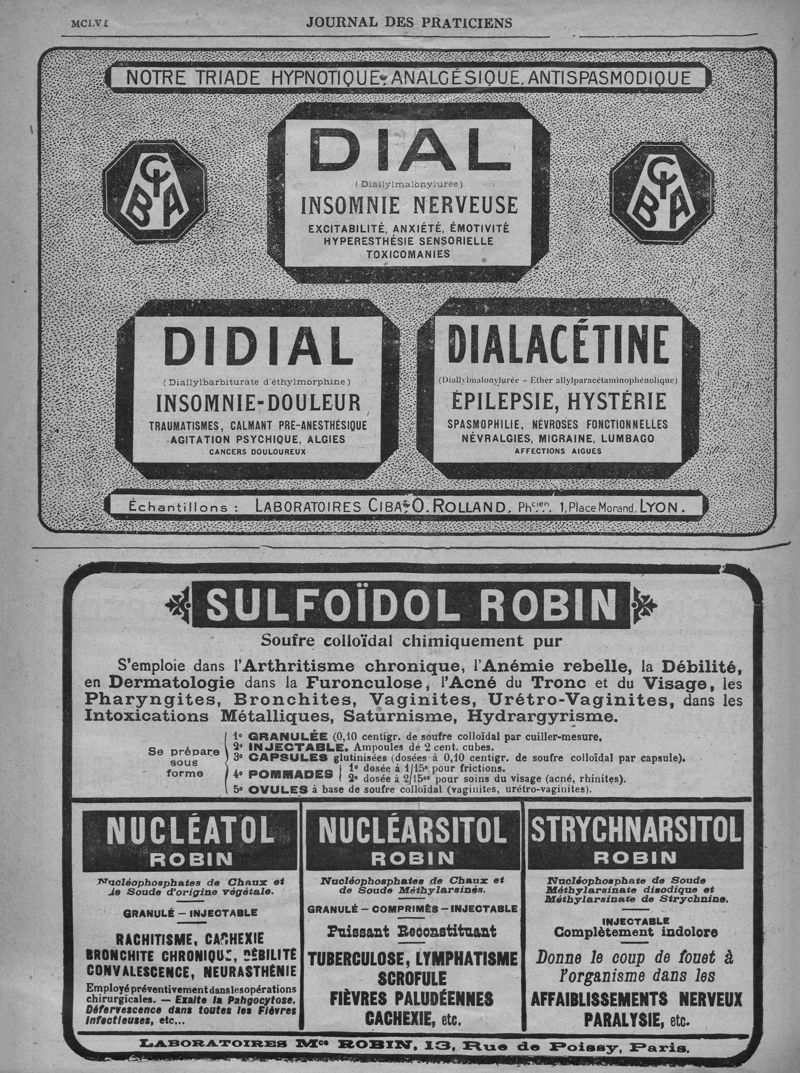 MCLVI
JOURNAL DES PRATICIENS
NOTRE TRIADE HYPNOTIQUE, ANALGÉSIQUE, ANTISPASMODIQUE
CIBA
DIAL
(Diallylmalonylurée)
INSOMNIE NERVEUSE
EXCITABILITÉ, ANXIÉTÉ, ÉMOTIVITÉ
HYPERESTHÉSIE SENSORIELLE
TOXICOMANIES
CIBA
DIDIAL
(Diallylbarbiturate d'éthylmorphine)
INSOMNIE-DOULEUR
TRAUMATISMES, CALMANT PRE-ANESTHÉSIQUE
AGITATION PSYCHIQUE, ALGIES
CANCERS DOULOUREUX
DIALACÉTINE
(Diallylmalonylurée - Ether allylparacétaminophénolique)
ÉPILEPSIE, HYSTÉRIE
SPASMOPHILIE, NÉVROSES FONCTIONNELLES
NÉVRALGIES, MIGRAINE, LUMBAGO
AFFECTIONS AIGUES
Échantillons : LABORATOIRES CIBA, O. ROLLAND, Phcien, 1, Place Morand, LYON.
SULFOÏDOL ROBIN
Soufre colloïdal chimiquement pur
S'emploie dans l'Arthritisme chronique, l'Anémie rebelle, la Débilité,
en Dermatologie dans la Furonculose, l'Acné du Tronc et du Visage, les
Pharyngites, Bronchites, Vaginites, Urétro-Vaginites, dans les
Intoxications Métalliques, Saturnisme, Hydrargyrisme.
Se prépare sous forme
1º GRANULÉE (0,10 centigr. de soufre colloïdal par cuiller-mesure.
2º INJECTABLE. Ampoules de 2 cent. cubes.
3º CAPSULES glutinisées (dosées à 0,10 centigr. de soufre colloïdal par capsule).
4º POMMADES
1º dosée à 1/15e pour frictions.
2º dosée à 2/15es pour soins du visage (acné, rhinites).
5º OVULES à base de soufre colloïdal (vaginites, urétro-vaginites).
NUCLÉATOL
ROBIN
Nucléophosphates de Chaux et
de Soude d'origine végétale.
GRANULÉ – INJECTABLE
RACHITISME, CACHEXIE
BRONCHITE CHRONIQUE, DÉBILITÉ
CONVALESCENCE, NEURASTHÉNIE
Employé préventivement dans les opérations
chirurgicales. — Exalte la Pahgocytose,
Défervescence dans toutes les Fièvres
Infectieuses, etc...
NUCLÉARSITOL
ROBIN
Nucléophosphates de Chaux et
de Soude Méthylarsinés.
GRANULÉ – COMPRIMÉS – INJECTABLE
Puissant Reconstituant
TUBERCULOSE, LYMPHATISME
SCROFULE
FIÈVRES PALUDÉENNES
CACHEXIE, etc.
STRYCHNARSITOL
ROBIN
Nucléophosphate de Soude
Méthylarsinate disodique et
Méthylarsinate de Strychnine.
INJECTABLE
Complètement indolore
Donne le coup de fouet à
l'organisme dans les
AFFAIBLISSEMENTS NERVEUX
PARALYSIE, etc.
LABORATOIRES Mce ROBIN, 13, Rue de Poissy, Paris.